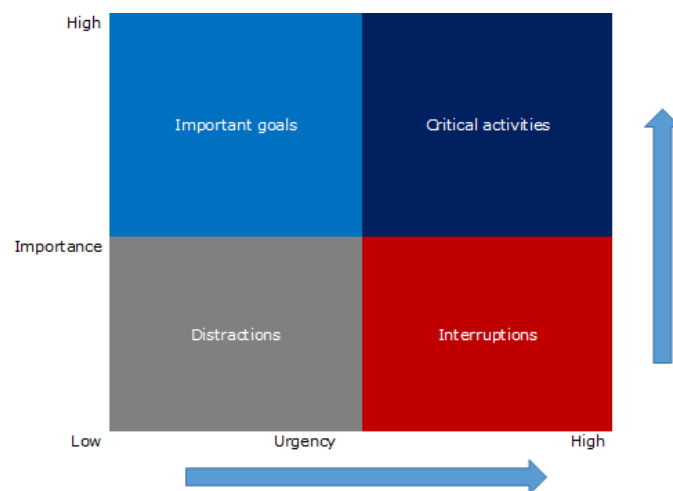 High
Important goals
Critical activities
Importance
Distractions
Interruptions
Low
Urgency
High